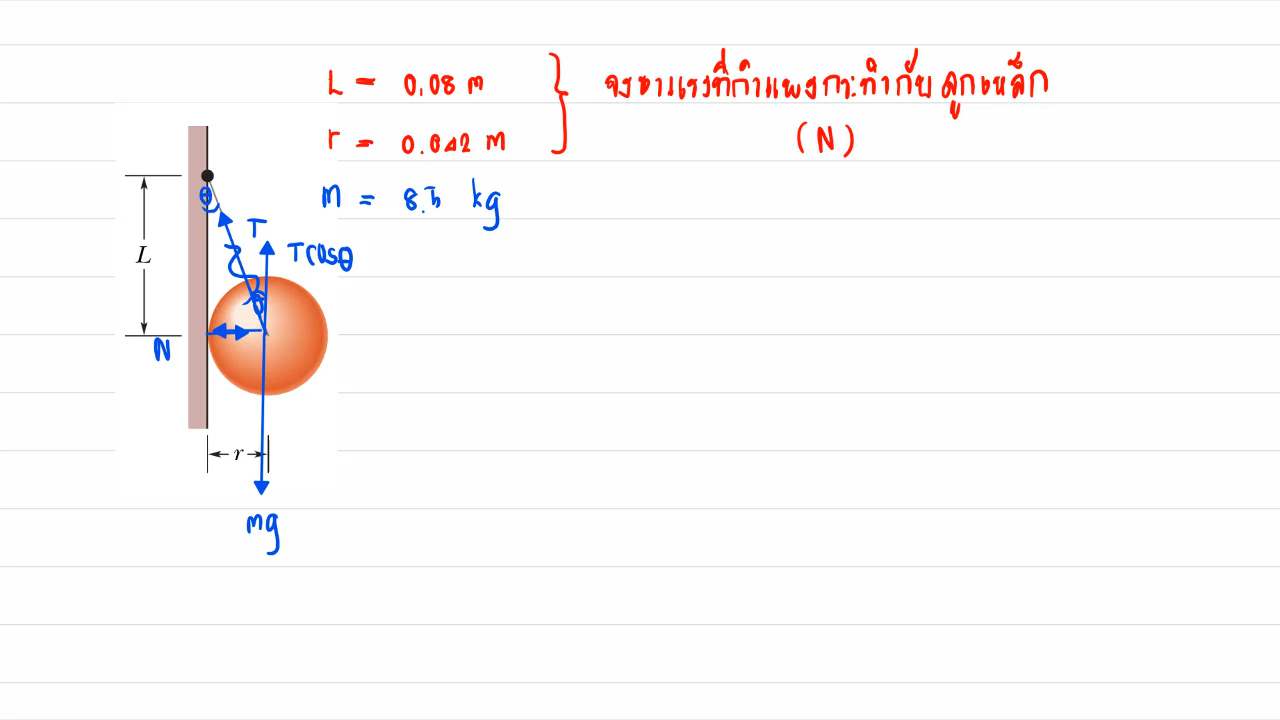 L = 0.08 m
จงหาแรงที่กำแพงกระทำกับลูกเหล็ก
r = 0.042 m
(N)
m = 8.5 kg
θ
T
T cosθ
L
θ
N
r
mg